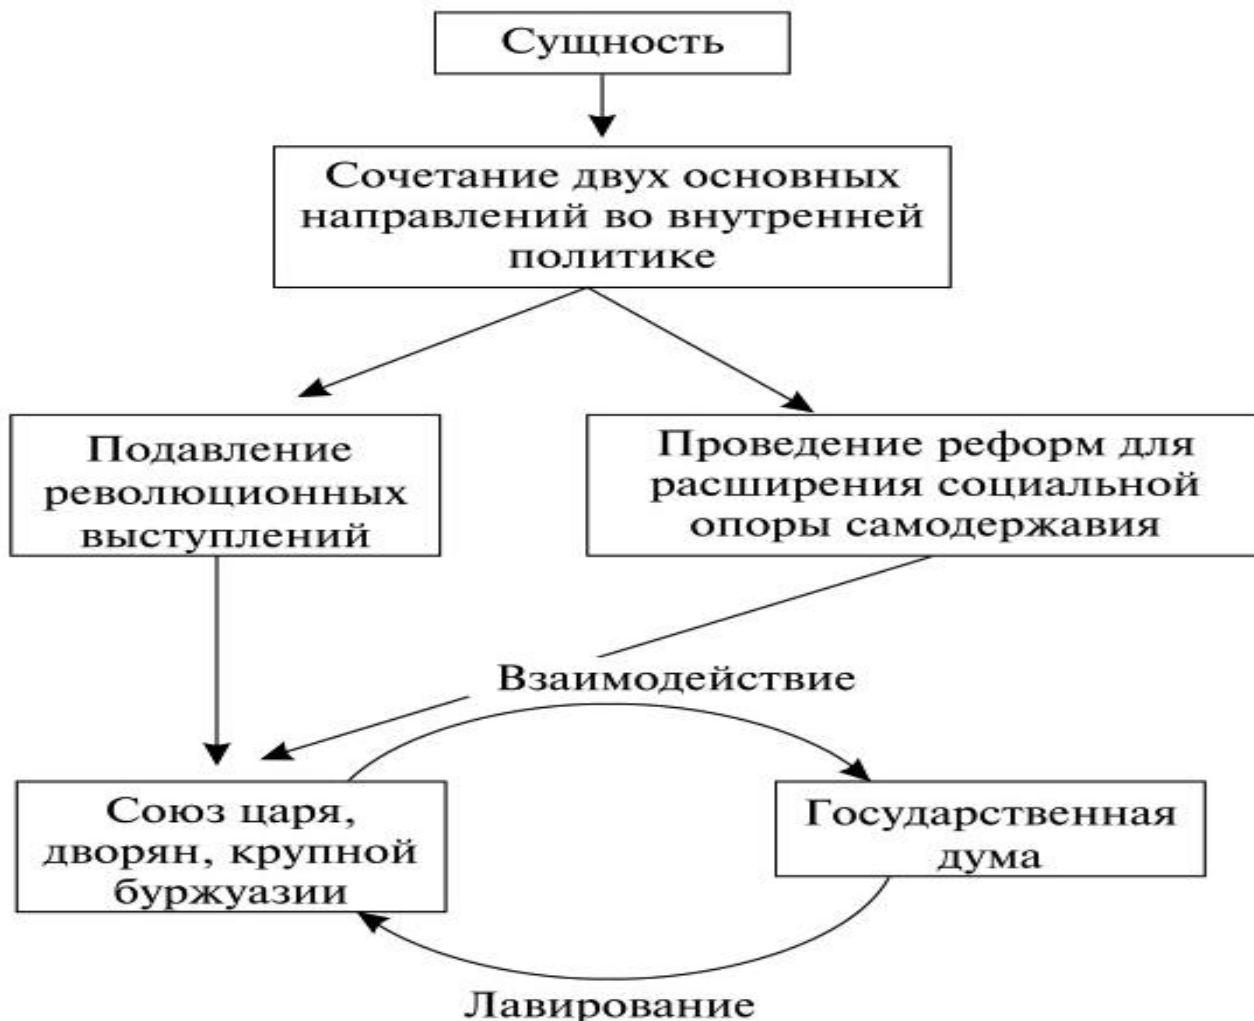 Сущность
Сочетание двух основных
направлений во внутренней
политике
Подавление
революционных
выступлений
Проведение реформ для
расширения социальной
опоры самодержавия
Взаимодействие
Союз царя,
дворян, крупной
буржуазии
Государственная
дума
Лавирование